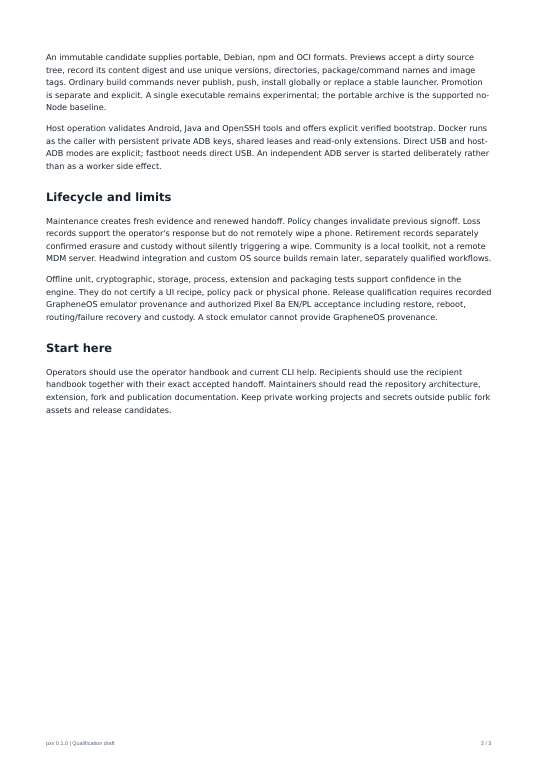 An immutable candidate supplies portable, Debian, npm and OCI formats. Previews accept a dirty source
tree, record its content digest and use unique versions, directories, package/command names and image
tags. Ordinary build commands never publish, push, install globally or replace a stable launcher. Promotion
is separate and explicit. A single executable remains experimental; the portable archive is the supported no-
Node baseline.
Host operation validates Android, Java and OpenSSH tools and offers explicit verified bootstrap. Docker runs
as the caller with persistent private ADB keys, shared leases and read-only extensions. Direct USB and host-
ADB modes are explicit; fastboot needs direct USB. An independent ADB server is started deliberately rather
than as a worker side effect.
Lifecycle and limits
Maintenance creates fresh evidence and renewed handoff. Policy changes invalidate previous signoff. Loss
records support the operator's response but do not remotely wipe a phone. Retirement records separately
confirmed erasure and custody without silently triggering a wipe. Community is a local toolkit, not a remote
MDM server. Headwind integration and custom OS source builds remain later, separately qualified workflows.
Offline unit, cryptographic, storage, process, extension and packaging tests support confidence in the
engine. They do not certify a UI recipe, policy pack or physical phone. Release qualification requires recorded
GrapheneOS emulator provenance and authorized Pixel 8a EN/PL acceptance including restore, reboot,
routing/failure recovery and custody. A stock emulator cannot provide GrapheneOS provenance.
Start here
Operators should use the operator handbook and current CLI help. Recipients should use the recipient
handbook together with their exact accepted handoff. Maintainers should read the repository architecture,
extension, fork and publication documentation. Keep private working projects and secrets outside public fork
assets and release candidates.
pxx 0.1.0 | Qualification draft
3 / 3